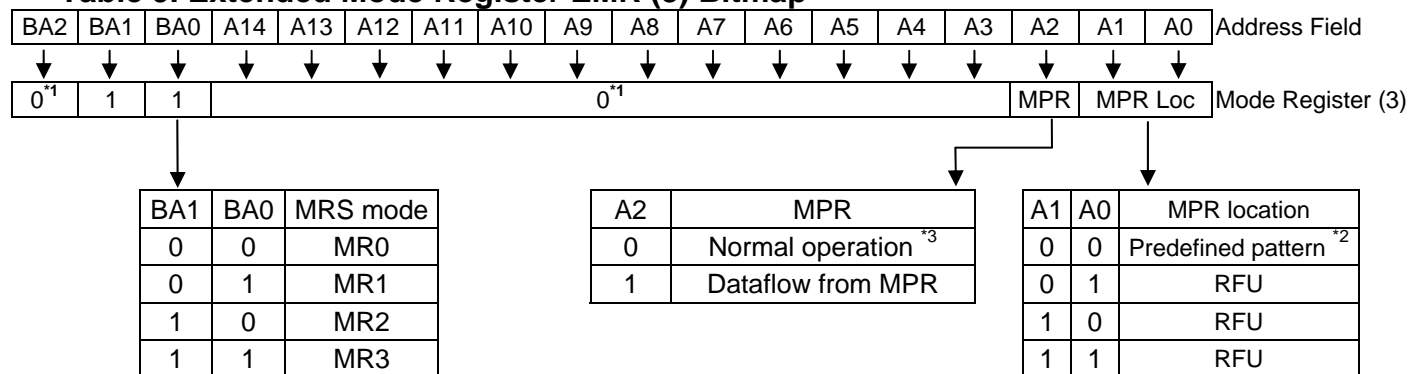 Table Extended Mode Register EMR (3) Bitmap
BA2 BA1 BA0 A14 A13 A12 A11 A10 A9 A8 A7 A6 A5 A4 A3 A2 A1 A0 Address Field
0*1 1 1 0*1 MPR MPR Loc Mode Register (3)
BA1 BA0 MRS mode
0 0 MR0
0 1 MR1
1 0 MR2
1 1 MR3
A2 MPR
0 Normal operation *3
1 Dataflow from MPR
A1 A0 MPR location
0 0 Predefined pattern *2
0 1 RFU
1 0 RFU
1 1 RFU